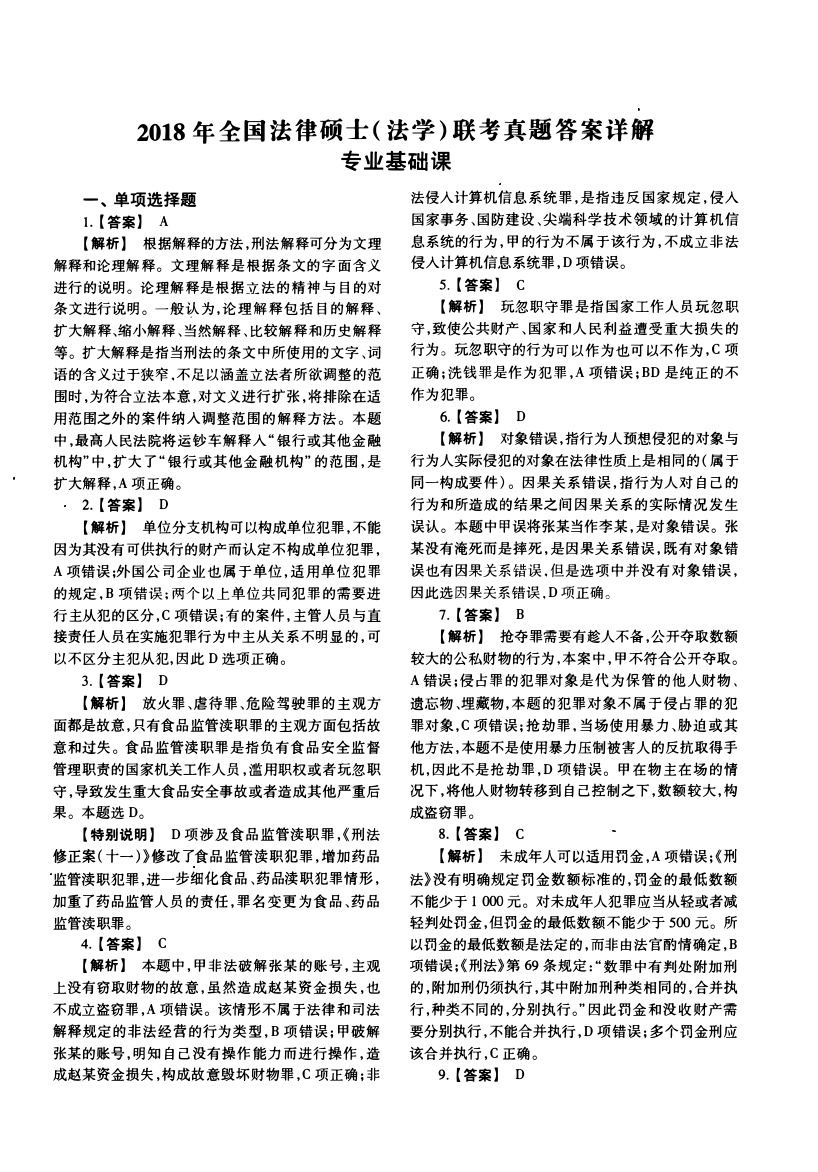 2018年全国法律硕士(法学)联考真题答案详解
专业基础课
一、单项选择题
1.【答案】 A
【解析】 根据解释的方法,刑法解释可分为文理
解释和论理解释。文理解释是根据条文的字面含义
进行的说明。论理解释是根据立法的精神与目的对
条文进行说明。一般认为,论理解释包括目的解释、
扩大解释、缩小解释、当然解释、比较解释和历史解释
等。扩大解释是指当刑法的条文中所使用的文字、词
语的含义过于狭窄,不足以涵盖立法者所欲调整的范
围时,为符合立法本意,对文义进行扩张,将排除在适
用范围之外的案件纳入调整范围的解释方法。本题
中,最高人民法院将运钞车解释入“银行或其他金融
机构”中,扩大了“银行或其他金融机构”的范围,是
扩大解释,A项正确。
2.【答案】 D
【解析】 单位分支机构可以构成单位犯罪,不能
因为其没有可供执行的财产而认定不构成单位犯罪,
A项错误;外国公司企业也属于单位,适用单位犯罪
的规定,B项错误;两个以上单位共同犯罪的需要进
行主从犯的区分,C项错误;有的案件,主管人员与直
接责任人员在实施犯罪行为中主从关系不明显的,可
以不区分主犯从犯,因此D选项正确。
3.【答案】 D
【解析】 放火罪、虐待罪、危险驾驶罪的主观方
面都是故意,只有食品监管渎职罪的主观方面包括故
意和过失。食品监管渎职罪是指负有食品安全监督
管理职责的国家机关工作人员,滥用职权或者玩忽职
守,导致发生重大食品安全事故或者造成其他严重后
果。本题选D。
【特别说明】 D项涉及食品监管渎职罪,《刑法
修正案(十一)》修改了食品监管渎职犯罪,增加药品
监管渎职犯罪,进一步细化食品、药品渎职犯罪情形,
加重了药品监管人员的责任,罪名变更为食品、药品
监管渎职罪。
4.【答案】 C
【解析】 本题中,甲非法破解张某的账号,主观
上没有窃取财物的故意,虽然造成赵某资金损失,也
不成立盗窃罪,A项错误。该情形不属于法律和司法
解释规定的非法经营的行为类型,B项错误;甲破解
张某的账号,明知自己没有操作能力而进行操作,造
成赵某资金损失,构成故意毁坏财物罪,C项正确;非
法侵入计算机信息系统罪,是指违反国家规定,侵入
国家事务、国防建设、尖端科学技术领域的计算机信
息系统的行为,甲的行为不属于该行为,不成立非法
侵入计算机信息系统罪,D项错误。
5.【答案】 C
【解析】 玩忽职守罪是指国家工作人员玩忽职
守,致使公共财产、国家和人民利益遭受重大损失的
行为。玩忽职守的行为可以作为也可以不作为,C项
正确;洗钱罪是作为犯罪,A项错误;BD是纯正的不
作为犯罪。
6.【答案】 D
【解析】 对象错误,指行为人预想侵犯的对象与
行为人实际侵犯的对象在法律性质上是相同的(属于
同一构成要件)。因果关系错误,指行为人对自己的
行为和所造成的结果之间因果关系的实际情况发生
误认。本题中甲误将张某当作李某,是对象错误。张
某没有淹死而是摔死,是因果关系错误,既有对象错
误也有因果关系错误,但是选项中并没有对象错误,
因此选因果关系错误,D项正确。
7.【答案】 B
【解析】 抢夺罪需要有趁人不备,公开夺取数额
较大的公私财物的行为,本案中,甲不符合公开夺取。
A错误;侵占罪的犯罪对象是代为保管的他人财物、
遗忘物、埋藏物,本题的犯罪对象不属于侵占罪的犯
罪对象,C项错误;抢劫罪,当场使用暴力、胁迫或其
他方法,本题不是使用暴力压制被害人的反抗取得手
机,因此不是抢劫罪,D项错误。甲在物主在场的情
况下,将他人财物转移到自己控制之下,数额较大,构
成盗窃罪。
8.【答案】 C
【解析】 未成年人可以适用罚金,A项错误;《刑
法》没有明确规定罚金数额标准的,罚金的最低数额
不能少于1 000元。对未成年人犯罪应当从轻或者减
轻判处罚金,但罚金的最低数额不能少于500元。所
以罚金的最低数额是法定的,而非由法官酌情确定,B
项错误;《刑法》第69条规定:“数罪中有判处附加刑
的,附加刑仍须执行,其中附加刑种类相同的,合并执
行,种类不同的,分别执行。”因此罚金和没收财产需
要分别执行,不能合并执行,D项错误;多个罚金刑应
该合并执行,C正确。
9.【答案】 D